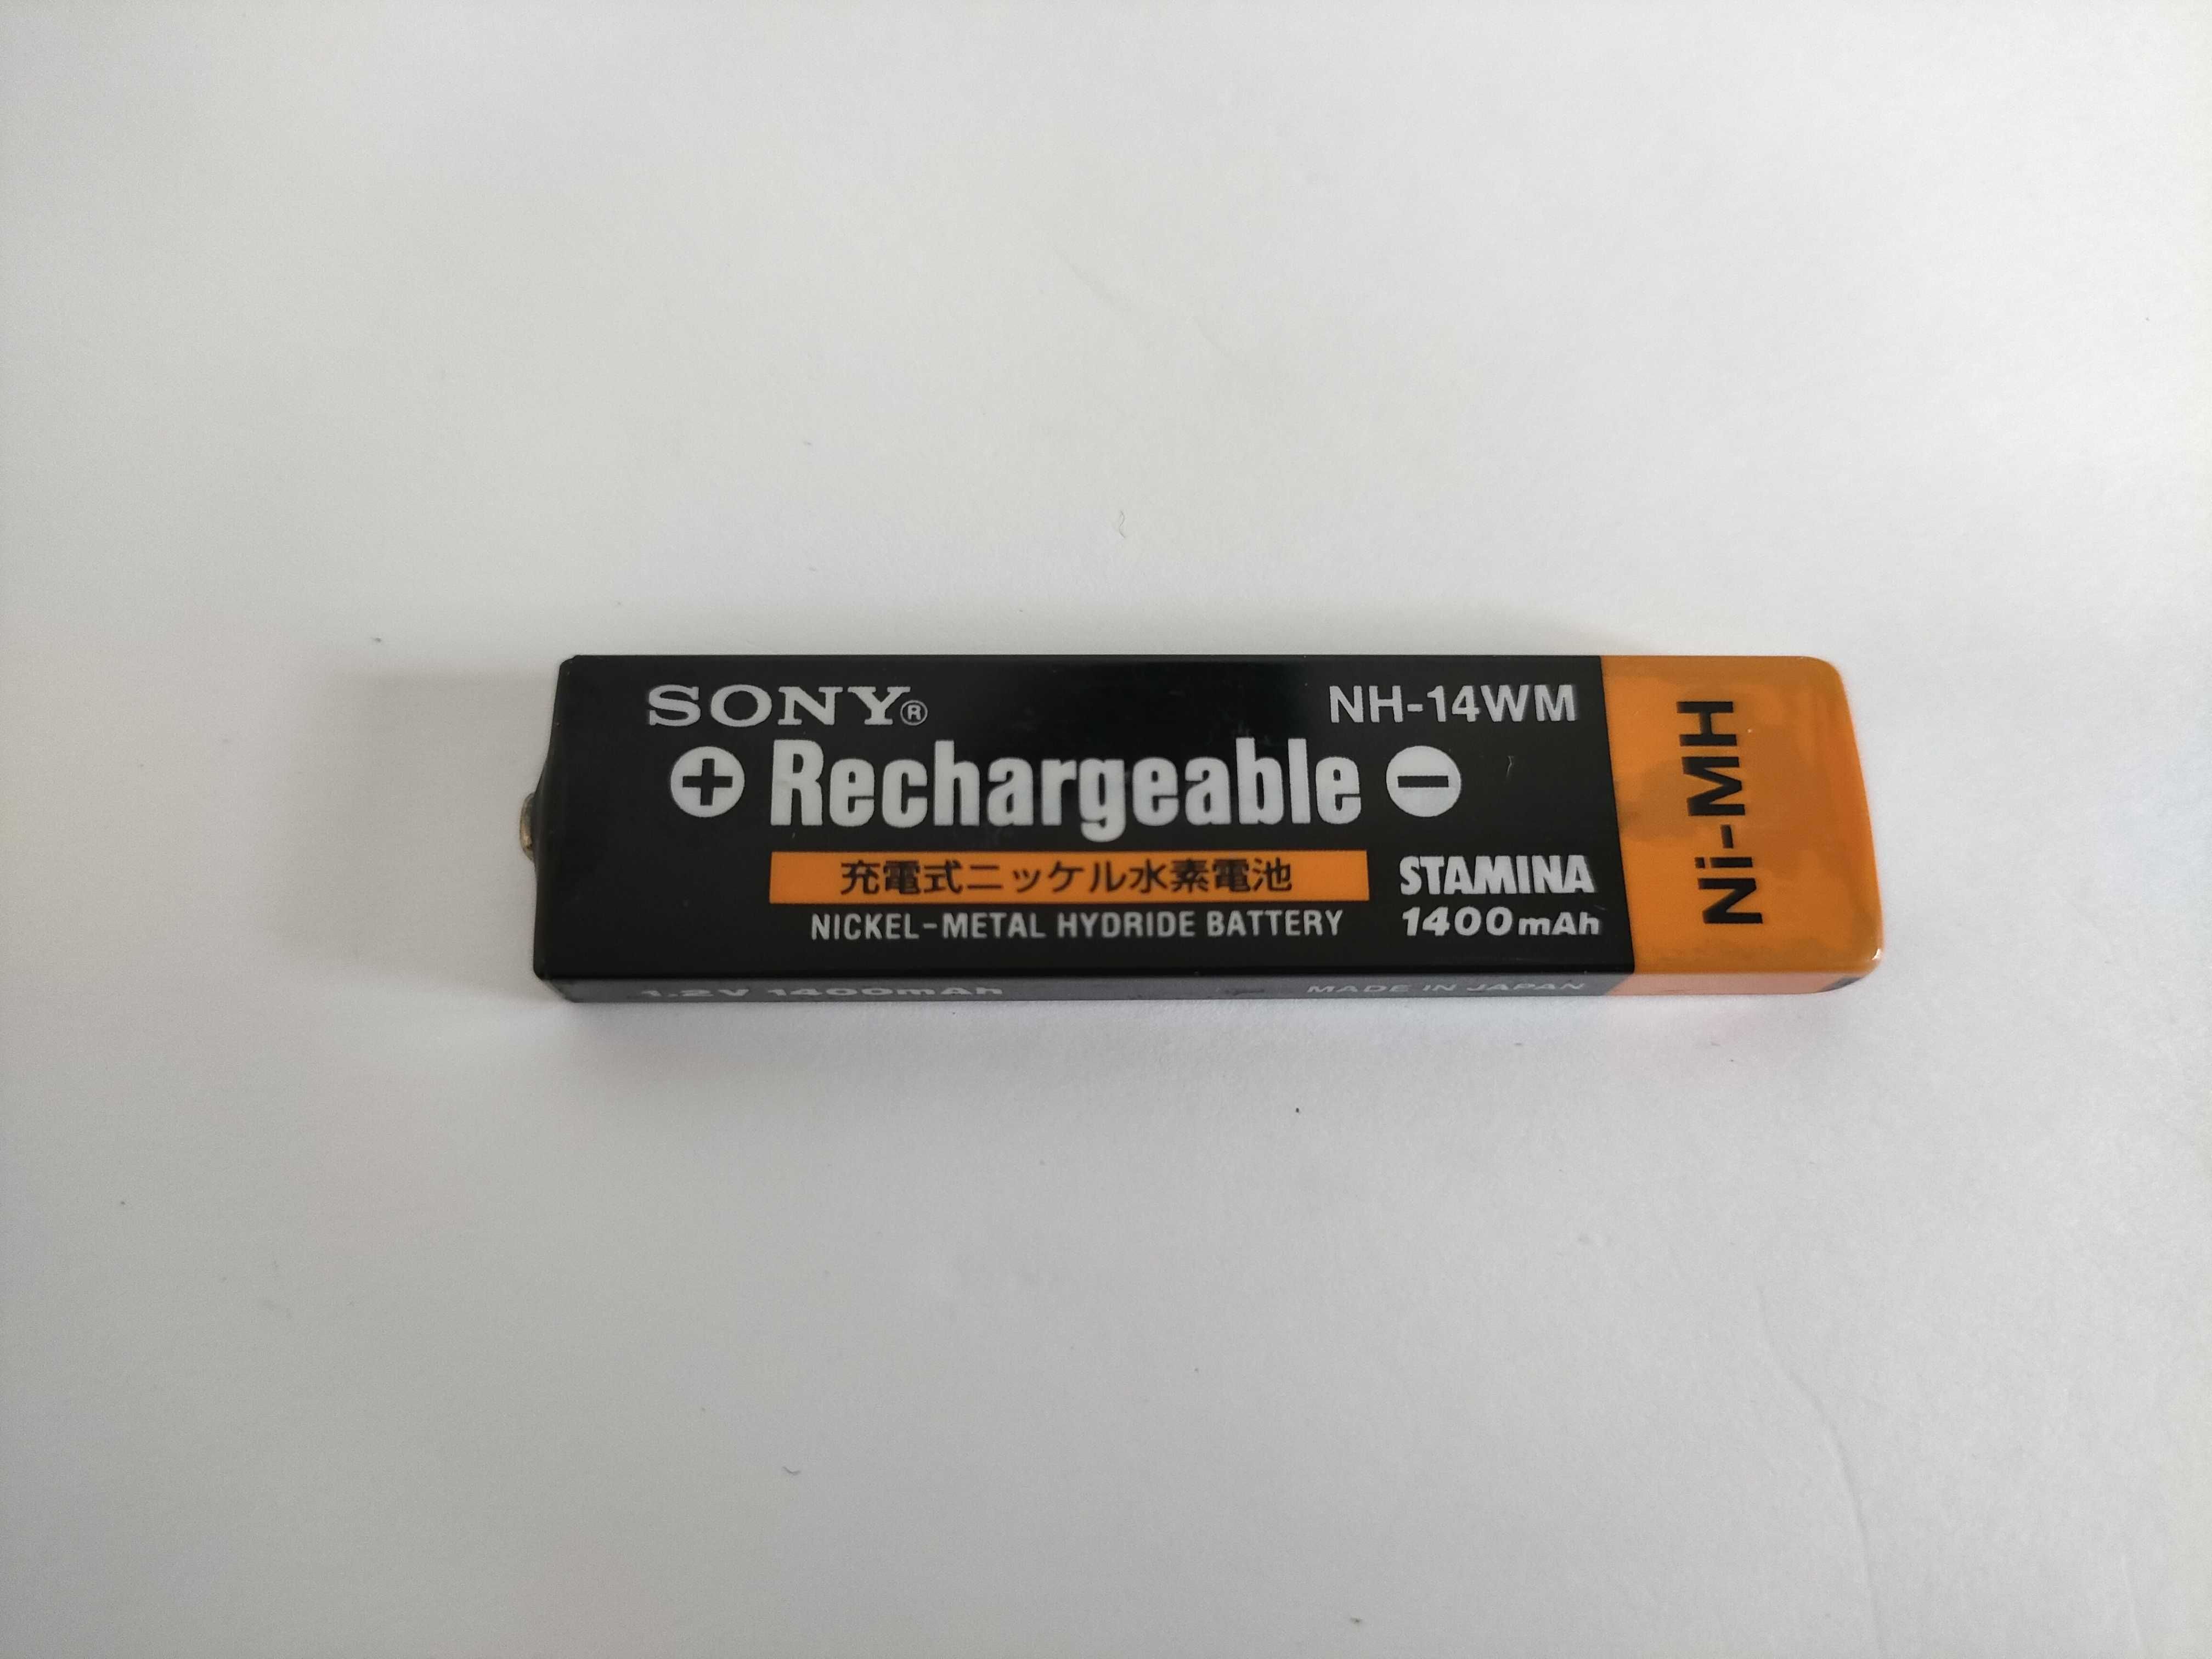 SONY® NH-14WM
+ Rechargeable −
充電式ニッケル水素電池
NICKEL-METAL HYDRIDE BATTERY
STAMINA
1400mAh
Ni-MH
1.2V 1400mAh MADE IN JAPAN